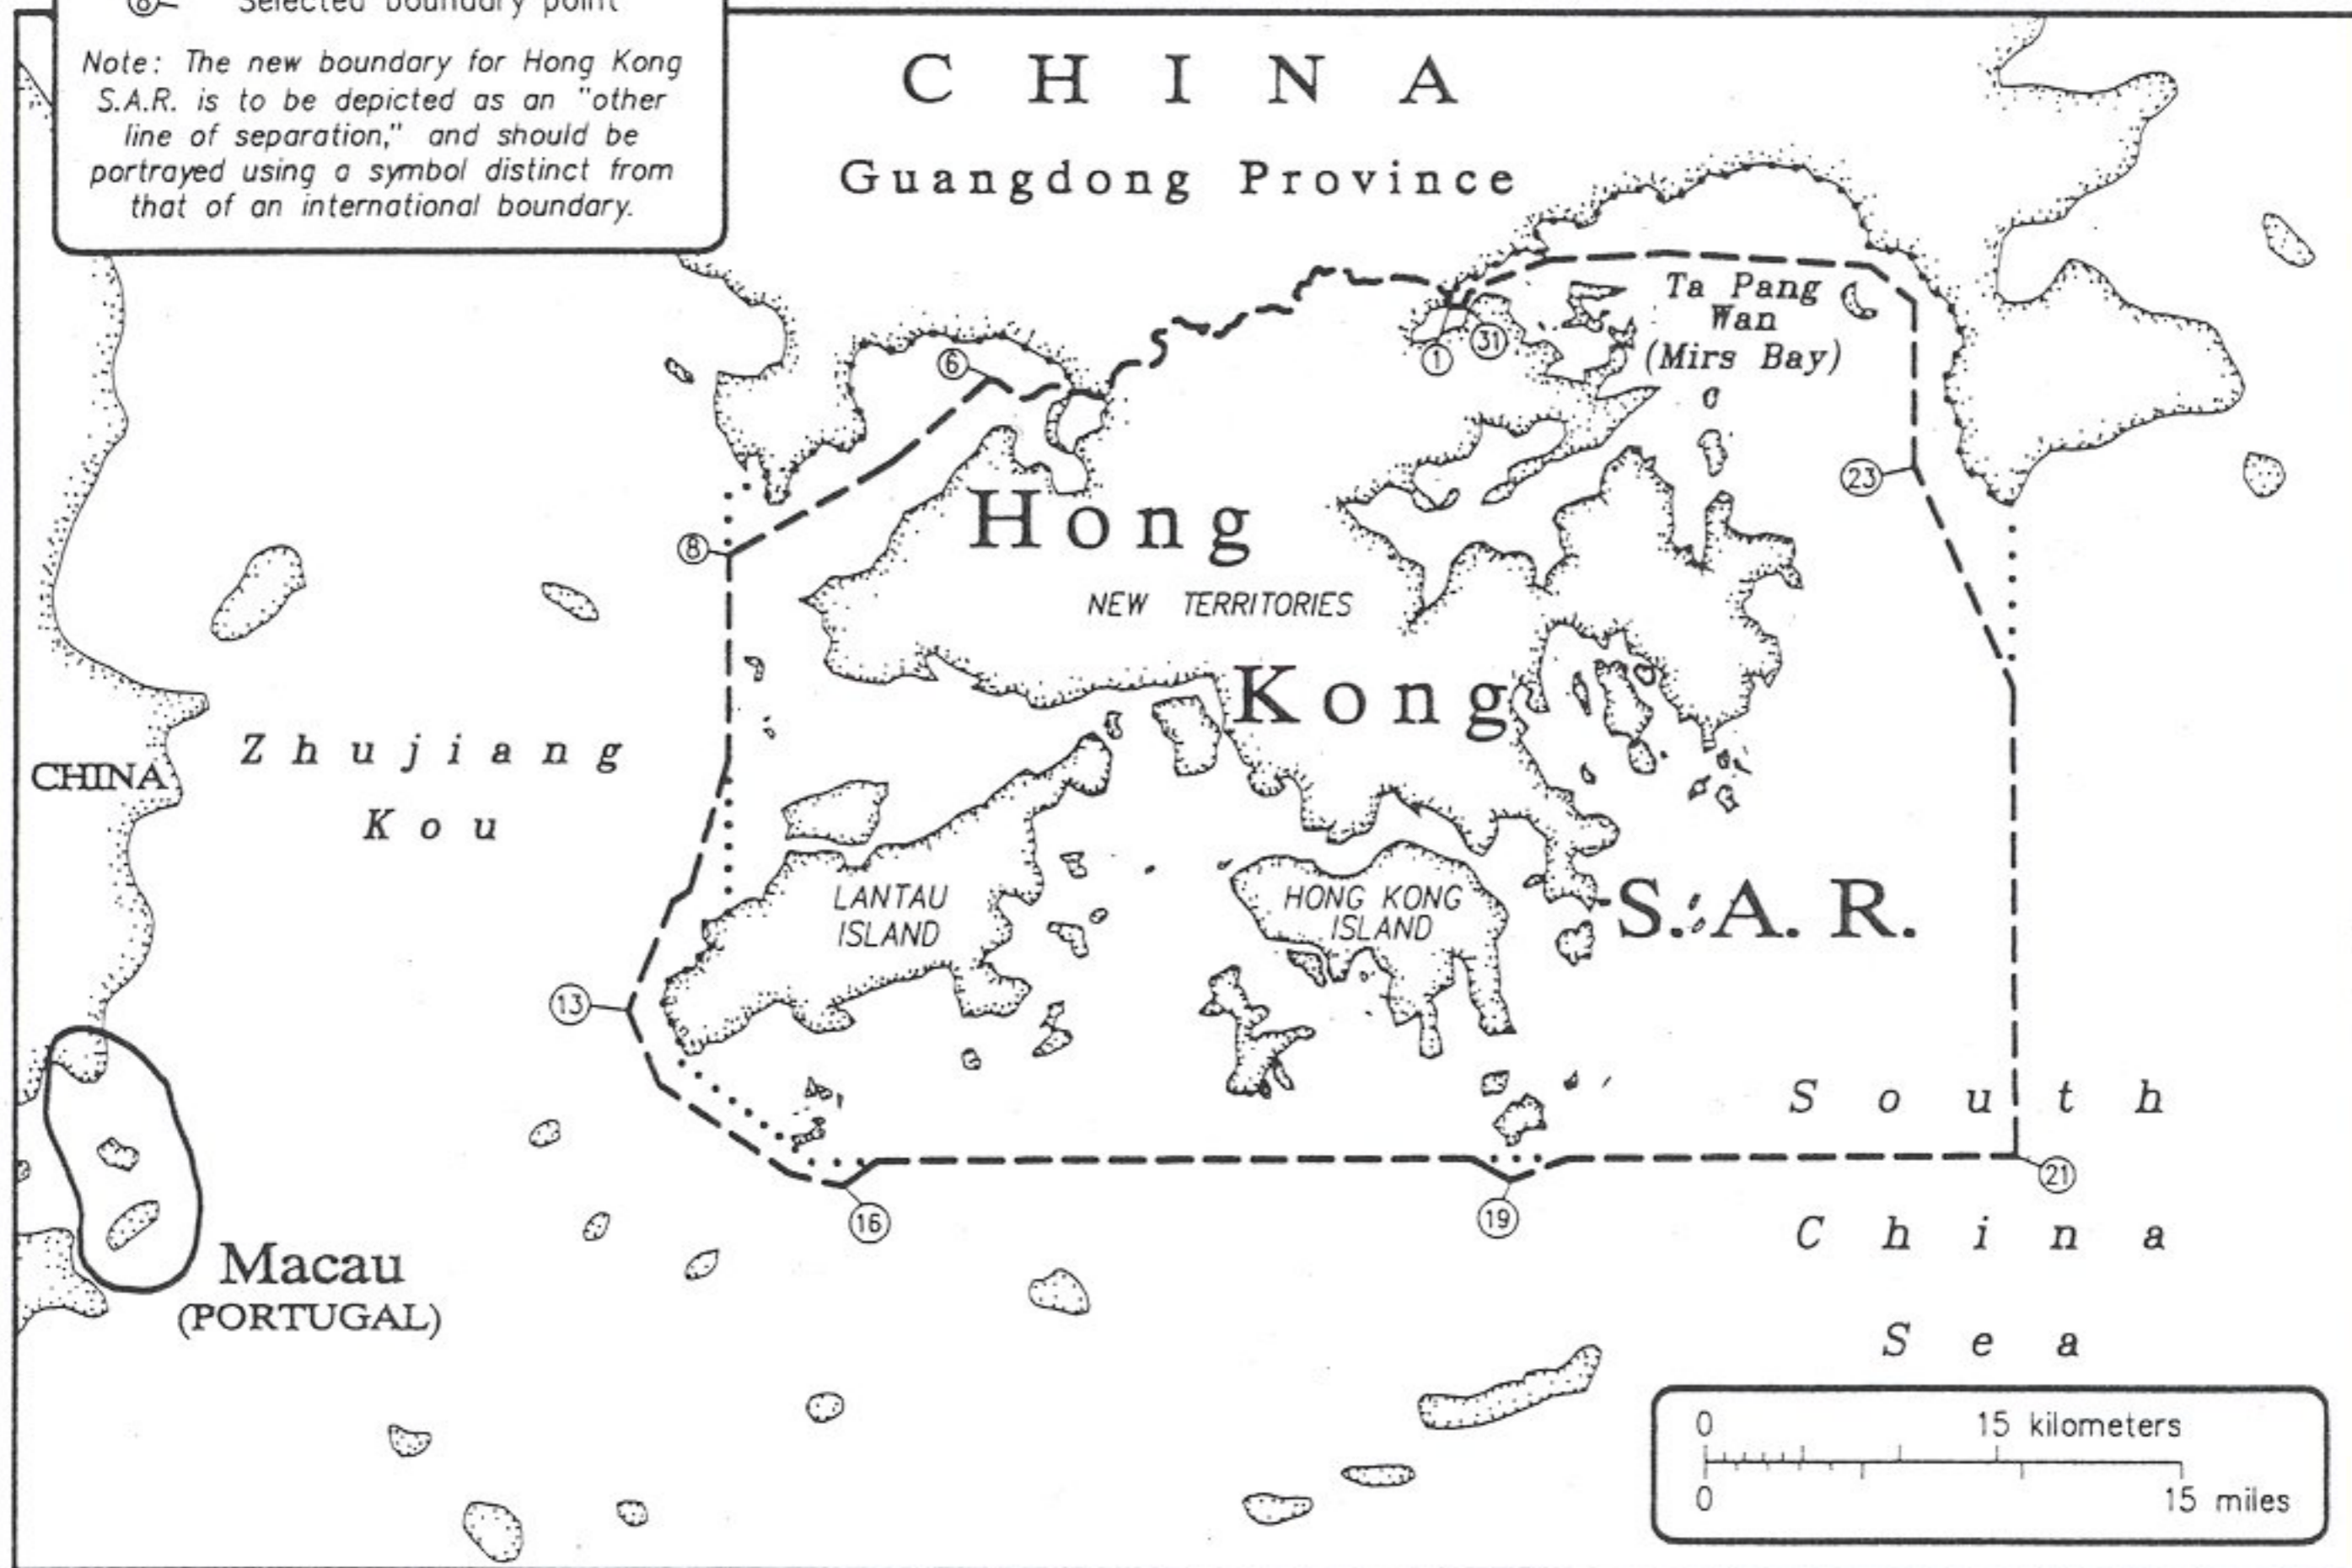 ⑧ Selected boundary point
Note: The new boundary for Hong Kong
S.A.R. is to be depicted as an "other
line of separation," and should be
portrayed using a symbol distinct from
that of an international boundary.
CHINA
Guangdong Province
Ta Pang
Wan
(Mirs Bay)
1
31
6
8
23
Hong
NEW TERRITORIES
Kong
Zhujiang
Kou
CHINA
LANTAU
ISLAND
HONG KONG
ISLAND
S.A.R.
13
16
19
21
South
China
Sea
Macau
(PORTUGAL)
0 15 kilometers
0 15 miles